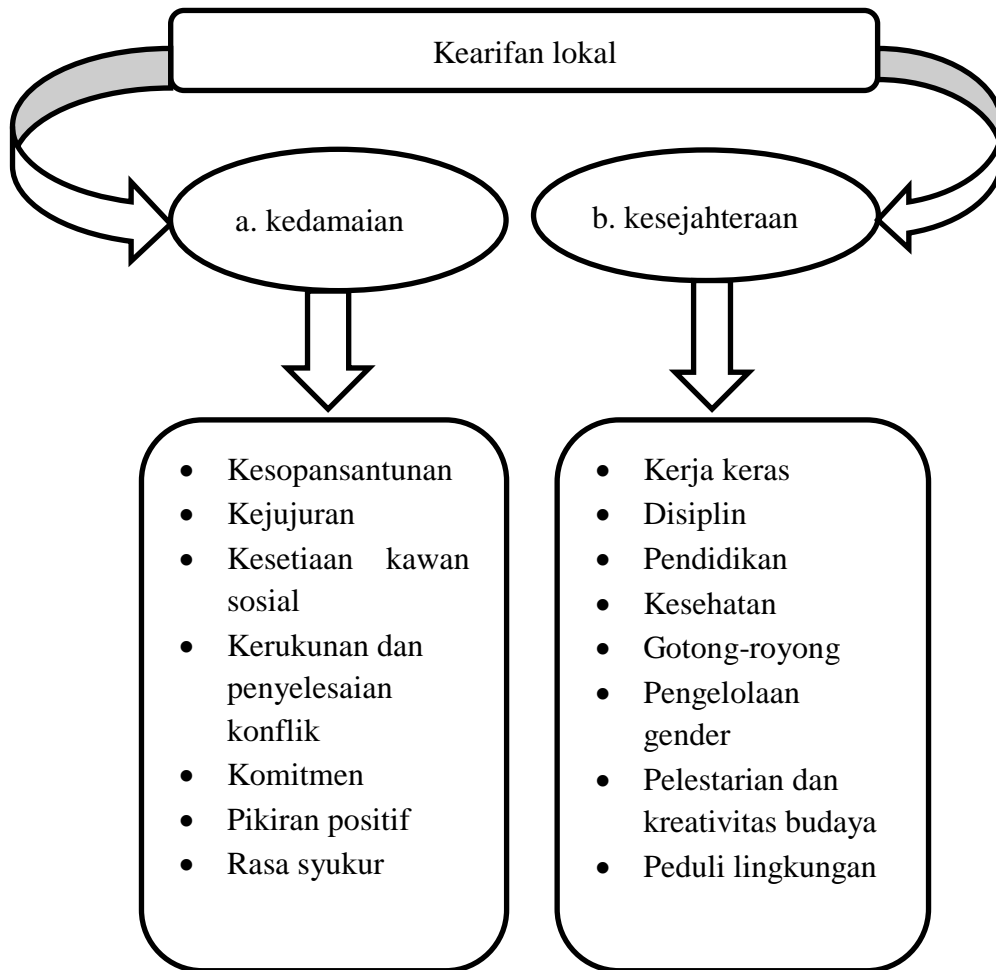 Kearifan lokal
a. kedamaian
b. kesejahteraan
• Kesopansantunan
• Kejujuran
• Kesetiaan kawan
sosial
• Kerukunan dan
penyelesaian
konflik
• Komitmen
• Pikiran positif
• Rasa syukur
• Kerja keras
• Disiplin
• Pendidikan
• Kesehatan
• Gotong-royong
• Pengelolaan
gender
• Pelestarian dan
kreativitas budaya
• Peduli lingkungan